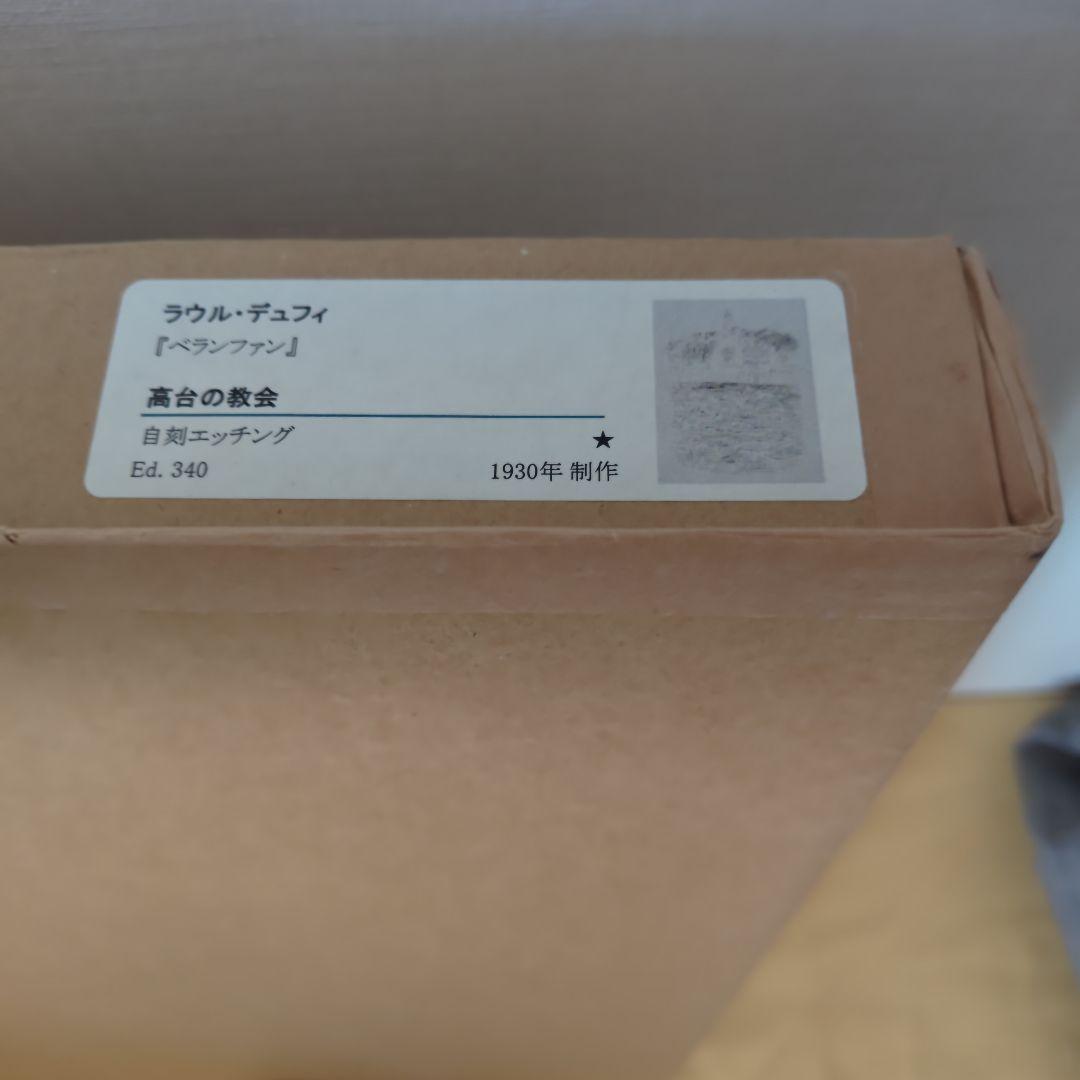 ラウル・デュフィ
『ベランファン』
高台の教会
自刻エッチング ★
Ed. 340 1930年 制作